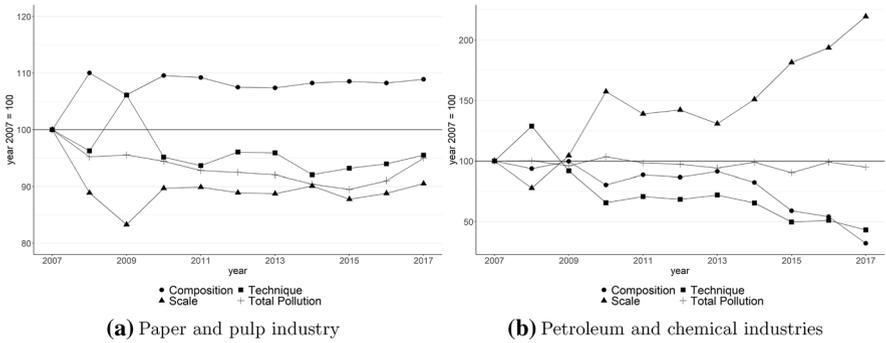 120
110
100
90
80
year 2007 = 100
2007 2009 2011 2013 2015 2017
year
Composition Technique
Scale Total Pollution
(a) Paper and pulp industry
200
150
100
50
year 2007 = 100
2007 2009 2011 2013 2015 2017
year
Composition Technique
Scale Total Pollution
(b) Petroleum and chemical industries